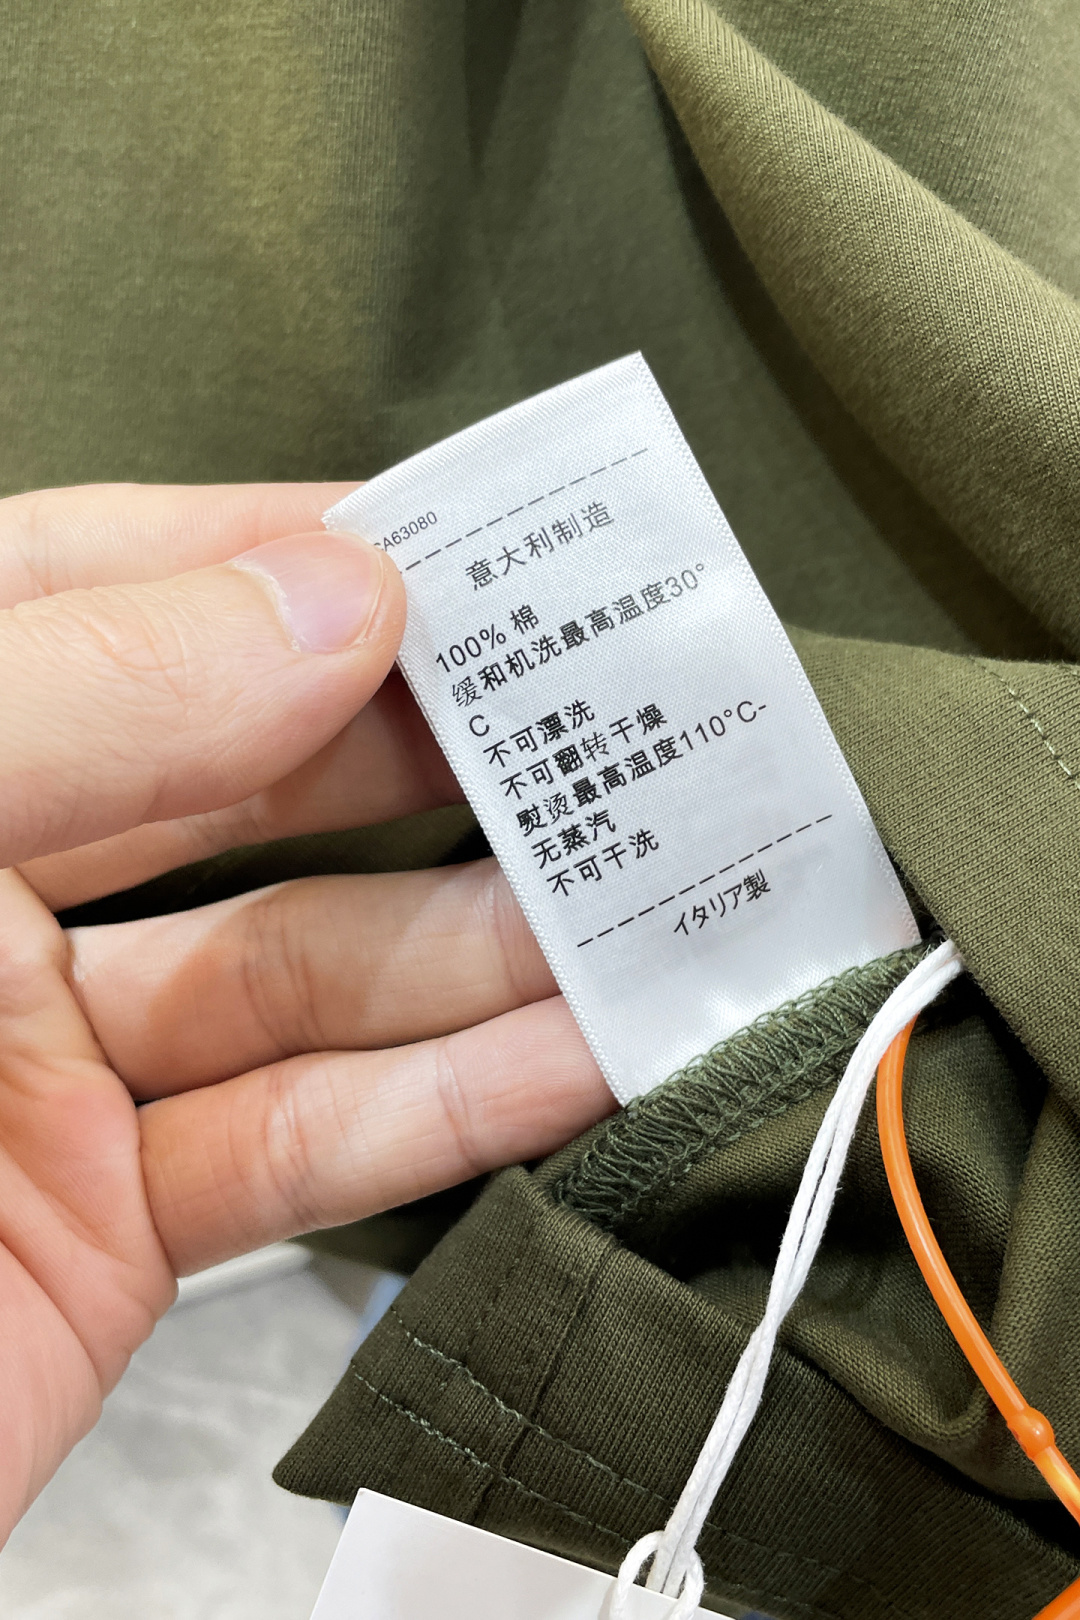 CA63080
意大利制造
100% 棉
缓和机洗最高温度30°
C
不可漂洗
不可翻转干燥
熨烫最高温度110°C-
无蒸汽
不可干洗
イタリア製